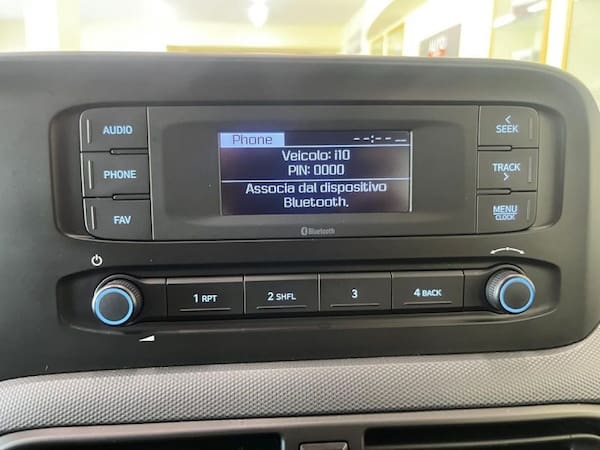 AUDIO
PHONE
FAV
Phone
--:--
Veicolo: i10
PIN: 0000
Associa dal dispositivo
Bluetooth.
Bluetooth
SEEK
TRACK
MENU
CLOCK
1 RPT
2 SHFL
3
4 BACK